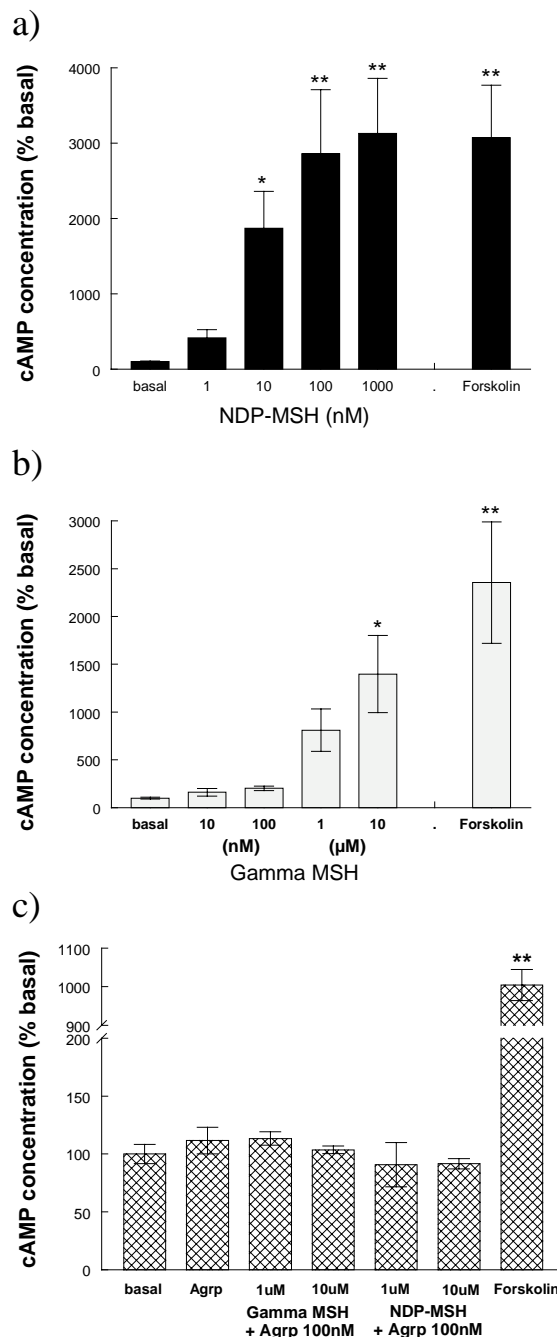 a)
cAMP concentration (% basal)
4000
3000
2000
1000
0
*
**
**
**
basal 1 10 100 1000 . Forskolin
NDP-MSH (nM)
b)
cAMP concentration (% basal)
3000
2500
2000
1500
1000
500
0
*
**
basal 10 100 1 10 . Forskolin
(nM) (µM)
Gamma MSH
c)
cAMP concentration (% basal)
1100
1000
900
200
150
100
50
0
**
basal Agrp 1uM 10uM 1uM 10uM Forskolin
Gamma MSH NDP-MSH
+ Agrp 100nM + Agrp 100nM